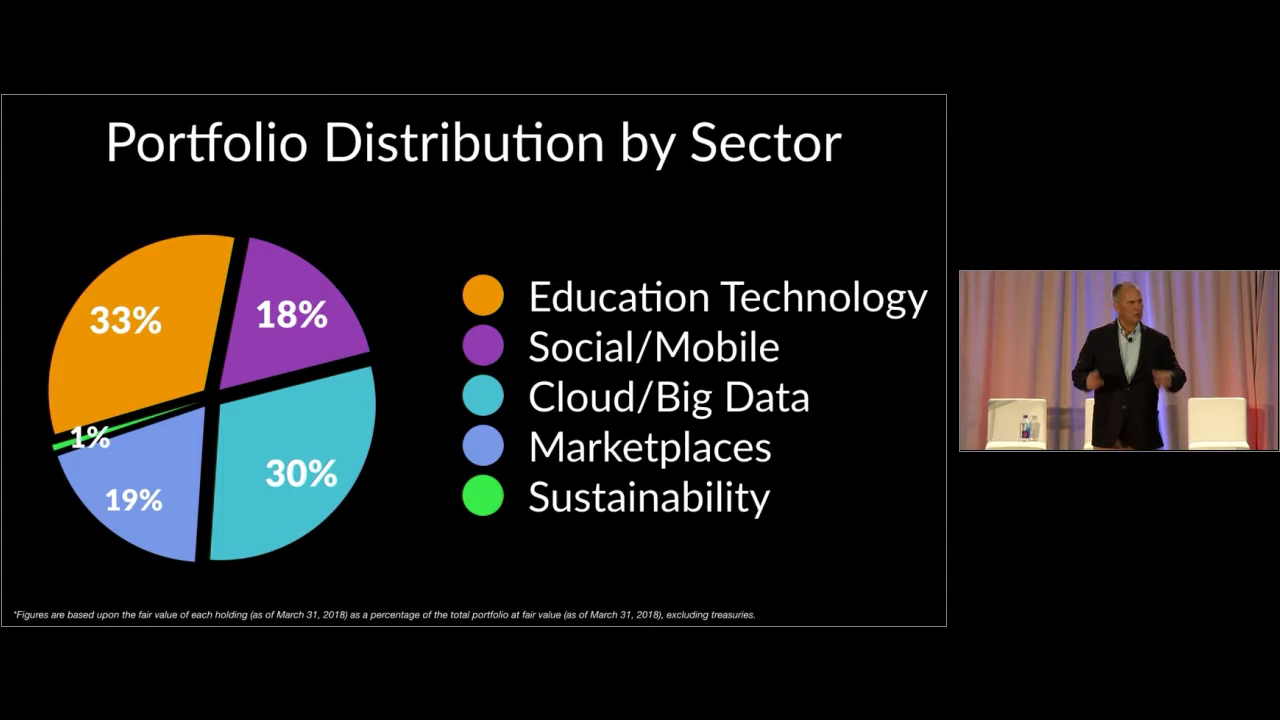 Portfolio Distribution by Sector
33%
18%
1%
19%
30%
Education Technology
Social/Mobile
Cloud/Big Data
Marketplaces
Sustainability
*Figures are based upon the fair value of each holding (as of March 31, 2018) as a percentage of the total portfolio at fair value (as of March 31, 2018), excluding treasuries.